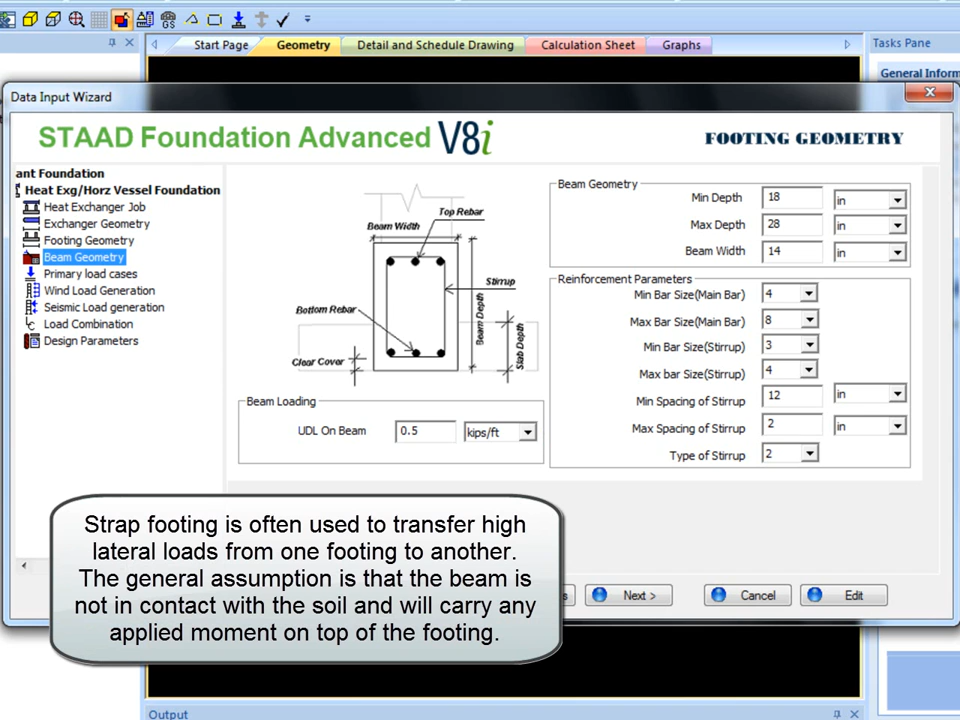 GS
Start Page
Geometry
Detail and Schedule Drawing
Calculation Sheet
Graphs
Tasks Pane
General Inform
Data Input Wizard
STAAD Foundation Advanced V8i
FOOTING GEOMETRY
ant Foundation
Heat Exg/Horz Vessel Foundation
Heat Exchanger Job
Exchanger Geometry
Footing Geometry
Beam Geometry
Primary load cases
Wind Load Generation
Seismic Load generation
Load Combination
Design Parameters
Top Rebar
Beam Width
Stirrup
Bottom Rebar
Beam Depth
Slab Depth
Clear Cover
Beam Loading
UDL On Beam 0.5 kips/ft
Beam Geometry
Min Depth 18 in
Max Depth 28 in
Beam Width 14 in
Reinforcement Parameters
Min Bar Size(Main Bar) 4
Max Bar Size(Main Bar) 8
Min Bar Size(Stirrup) 3
Max bar Size(Stirrup) 4
Min Spacing of Stirrup 12 in
Max Spacing of Stirrup 2 in
Type of Stirrup 2
Strap footing is often used to transfer high
lateral loads from one footing to another.
The general assumption is that the beam is
not in contact with the soil and will carry any
applied moment on top of the footing.
Next >
Cancel
Edit
Output